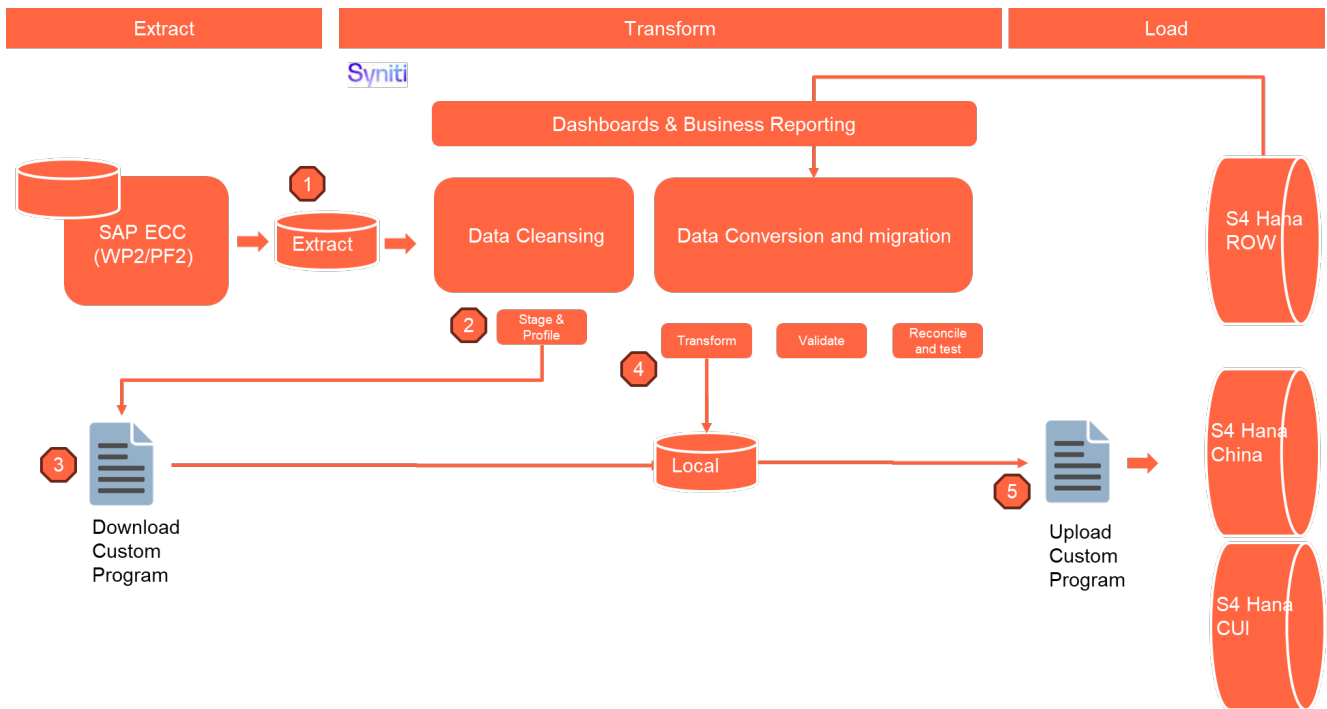 Extract
Transform
Load
Syniti
Dashboards & Business Reporting
1
SAP ECC
(WP2/PF2)
Extract
Data Cleansing
Data Conversion and migration
S4 Hana
ROW
2
Stage &
Profile
4
Transform
Validate
Reconcile
and test
3
Download
Custom
Program
Local
5
Upload
Custom
Program
S4 Hana
China
S4 Hana
CUI